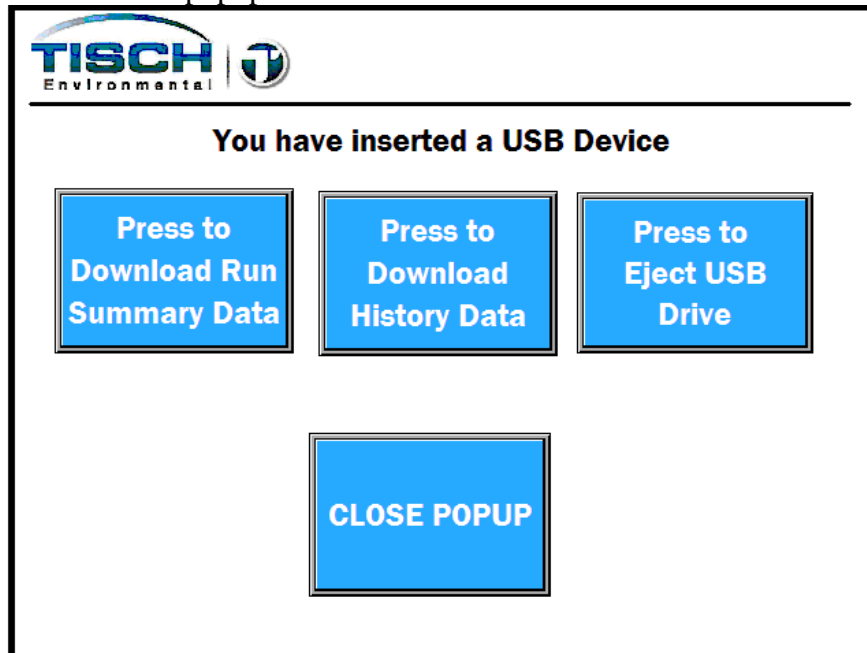 TISCH
Environmental
You have inserted a USB Device
Press to
Download Run
Summary Data
Press to
Download
History Data
Press to
Eject USB
Drive
CLOSE POPUP